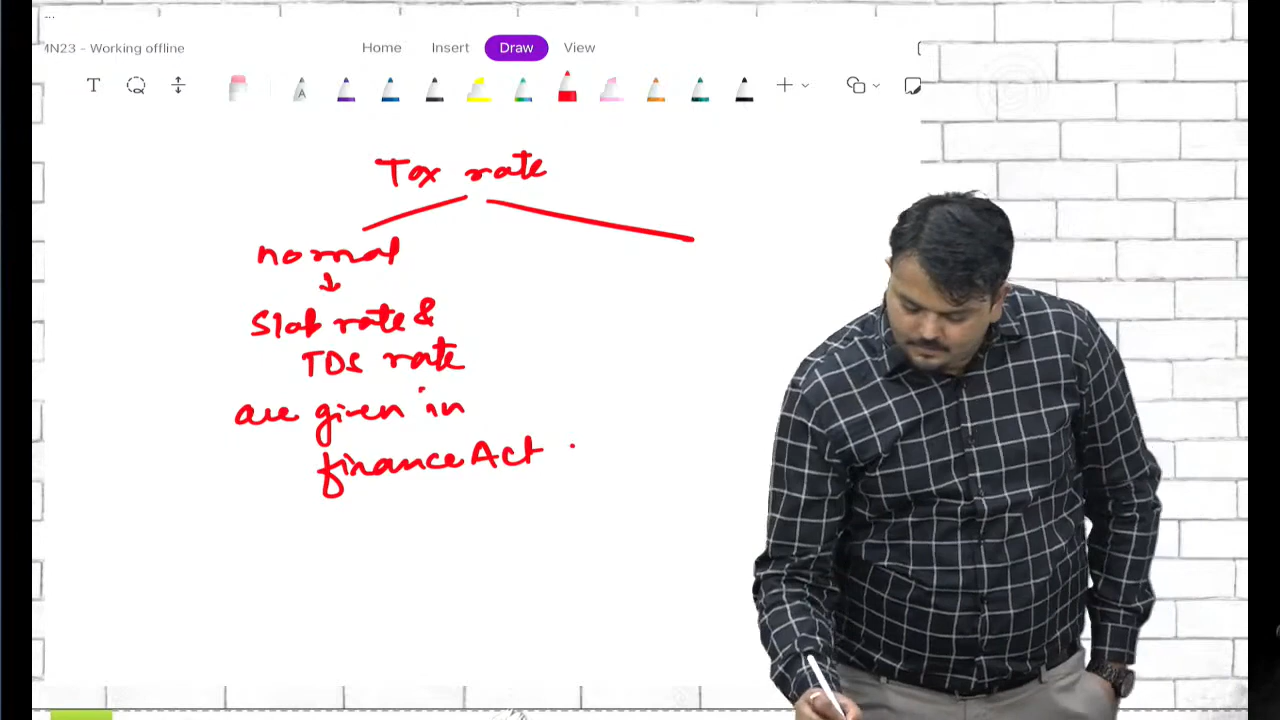 MN23 - Working offline
Home Insert Draw View
T
A
Tax rate
normal
Slab rate &
TDS rate
are given in
finance Act